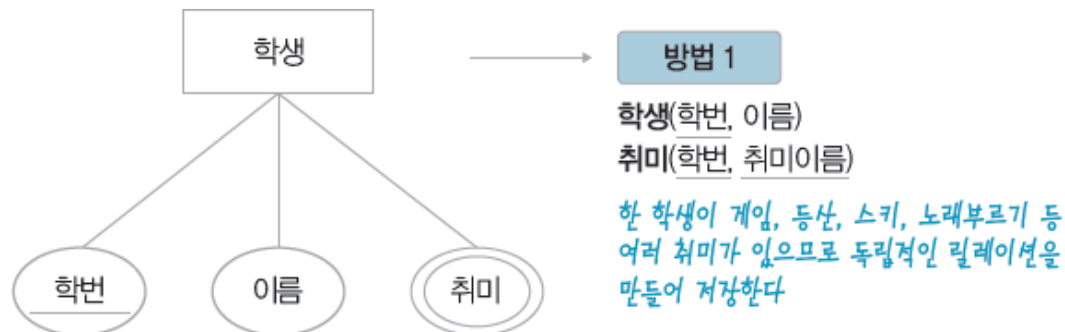 학생
방법 1
학생(학번, 이름)
취미(학번, 취미이름)
한 학생이 게임, 등산, 스키, 노래부르기 등
여러 취미가 있으므로 독립적인 릴레이션을
만들어 저장한다
학번
이름
취미